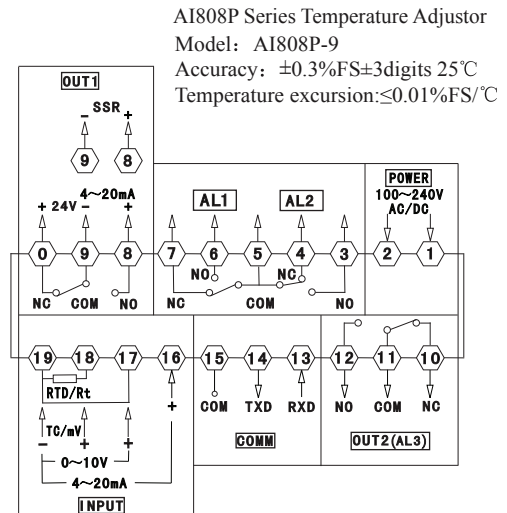 AI808P Series Temperature Adjustor
Model：AI808P-9
Accuracy：±0.3%FS±3digits 25℃
Temperature excursion:≤0.01%FS/℃
OUT1
- SSR +
9 8
4～20mA
+ 24V - +
0 9 8
NC COM NO
AL1 AL2
7 6 5 4 3
NO NC
NC COM NO
POWER
100～240V
AC/DC
2 1
19 18 17 16
RTD/Rt
TC/mV
- + + +
0～10V
4～20mA
INPUT
15 14 13
COM TXD RXD
COMM
12 11 10
NO COM NC
OUT2(AL3)